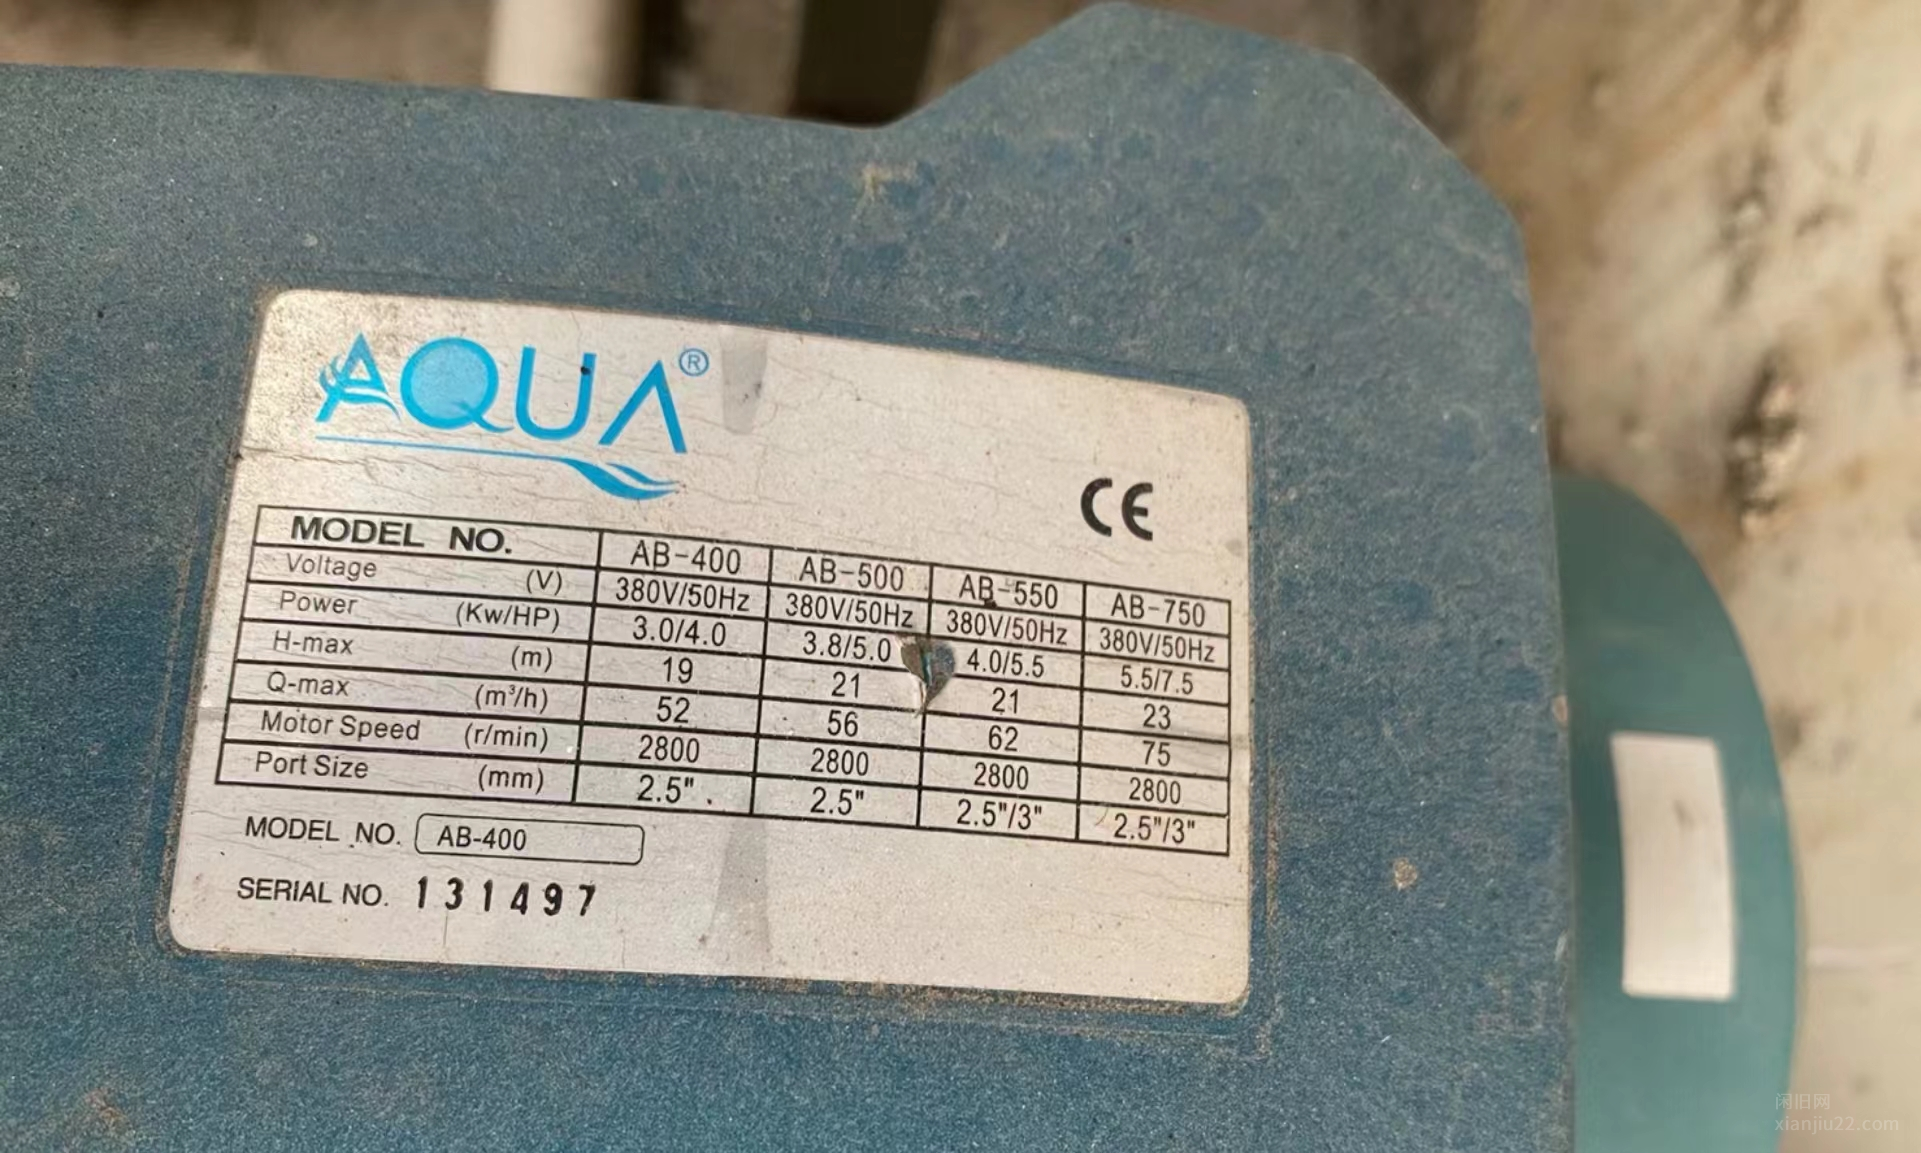 AQUA®
CE
MODEL NO. AB-400 AB-500 AB-550 AB-750
Voltage (V) 380V/50Hz 380V/50Hz 380V/50Hz 380V/50Hz
Power (Kw/HP) 3.0/4.0 3.8/5.0 4.0/5.5 5.5/7.5
H-max (m) 19 21 21 23
Q-max (m³/h) 52 56 62 75
Motor Speed (r/min) 2800 2800 2800 2800
Port Size (mm) 2.5" 2.5" 2.5"/3" 2.5"/3"
MODEL NO. AB-400
SERIAL NO. 131497
闲旧网
xianjiu22.com